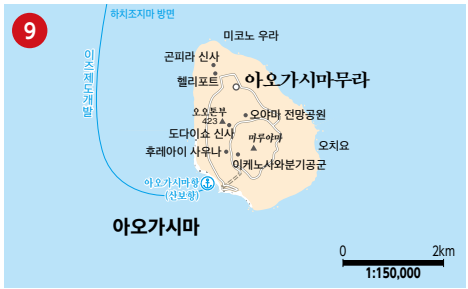 9
하치조지마 방면
이즈제도개발
미코노 우라
곤피라 신사
헬리포트
아오가시마무라
오오톤부
423
오야마 전망공원
도다이쇼 신사
마루야마
오치요
후레아이 사우나
이케노사와분기공군
아오가시마항
(산보항)
아오가시마
0 2km
1:150,000